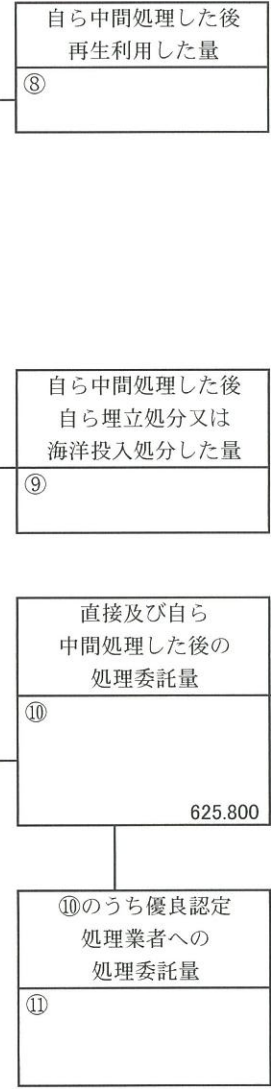 自ら中間処理した後
再生利用した量
⑧
自ら中間処理した後
自ら埋立処分又は
海洋投入処分した量
⑨
直接及び自ら
中間処理した後の
処理委託量
⑩
625.800
⑩のうち優良認定
処理業者への
処理委託量
⑪